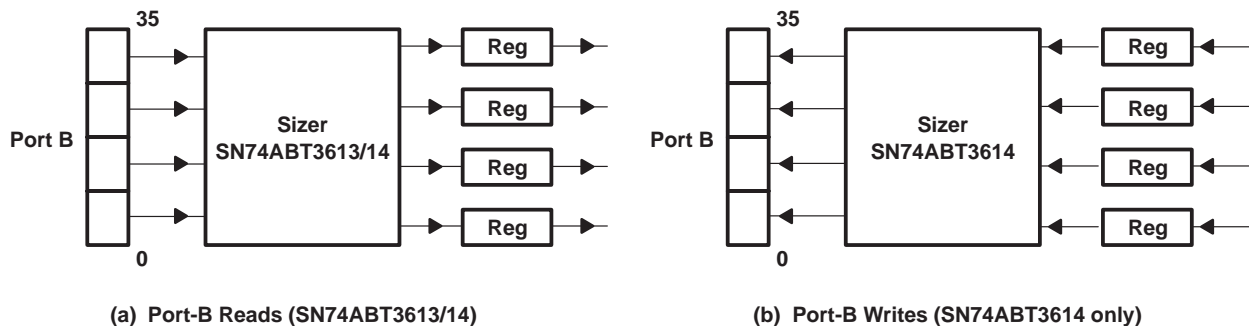 35
35
Reg
Reg
Reg
Reg
Port B
Sizer
SN74ABT3613/14
Reg
Reg
0
(a) Port-B Reads (SN74ABT3613/14)
Port B
Sizer
SN74ABT3614
Reg
Reg
0
(b) Port-B Writes (SN74ABT3614 only)